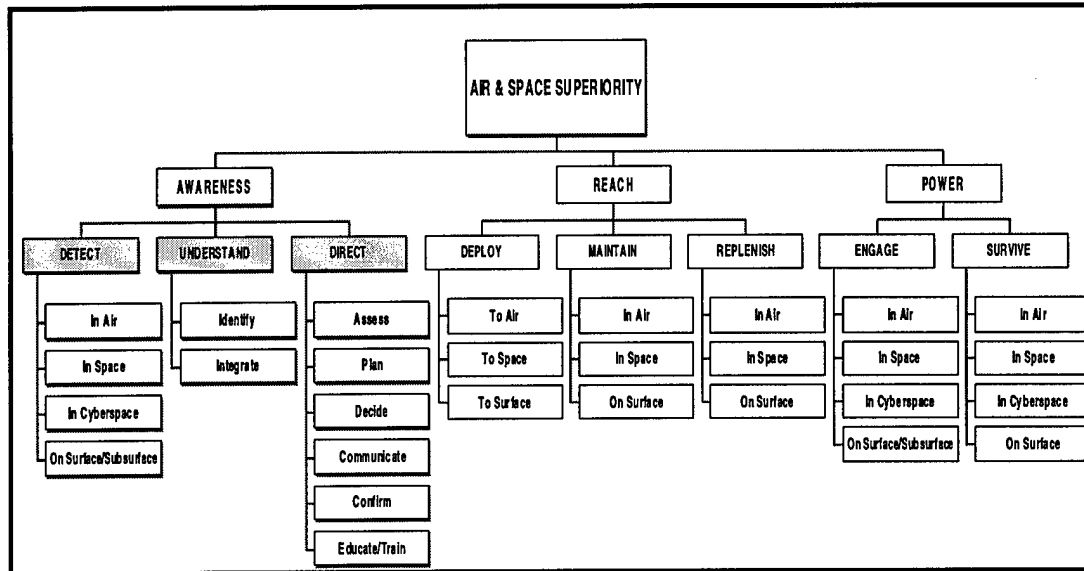 AIR & SPACE SUPERIORITY
AWARENESS
REACH
POWER
DETECT
UNDERSTAND
DIRECT
DEPLOY
MAINTAIN
REPLENISH
ENGAGE
SURVIVE
In Air
In Space
In Cyberspace
On Surface/Subsurface
Identify
Integrate
Assess
Plan
Decide
Communicate
Confirm
Educate/Train
To Air
To Space
To Surface
In Air
In Space
On Surface
In Air
In Space
On Surface
In Air
In Space
In Cyberspace
On Surface/Subsurface
In Air
In Space
In Cyberspace
On Surface